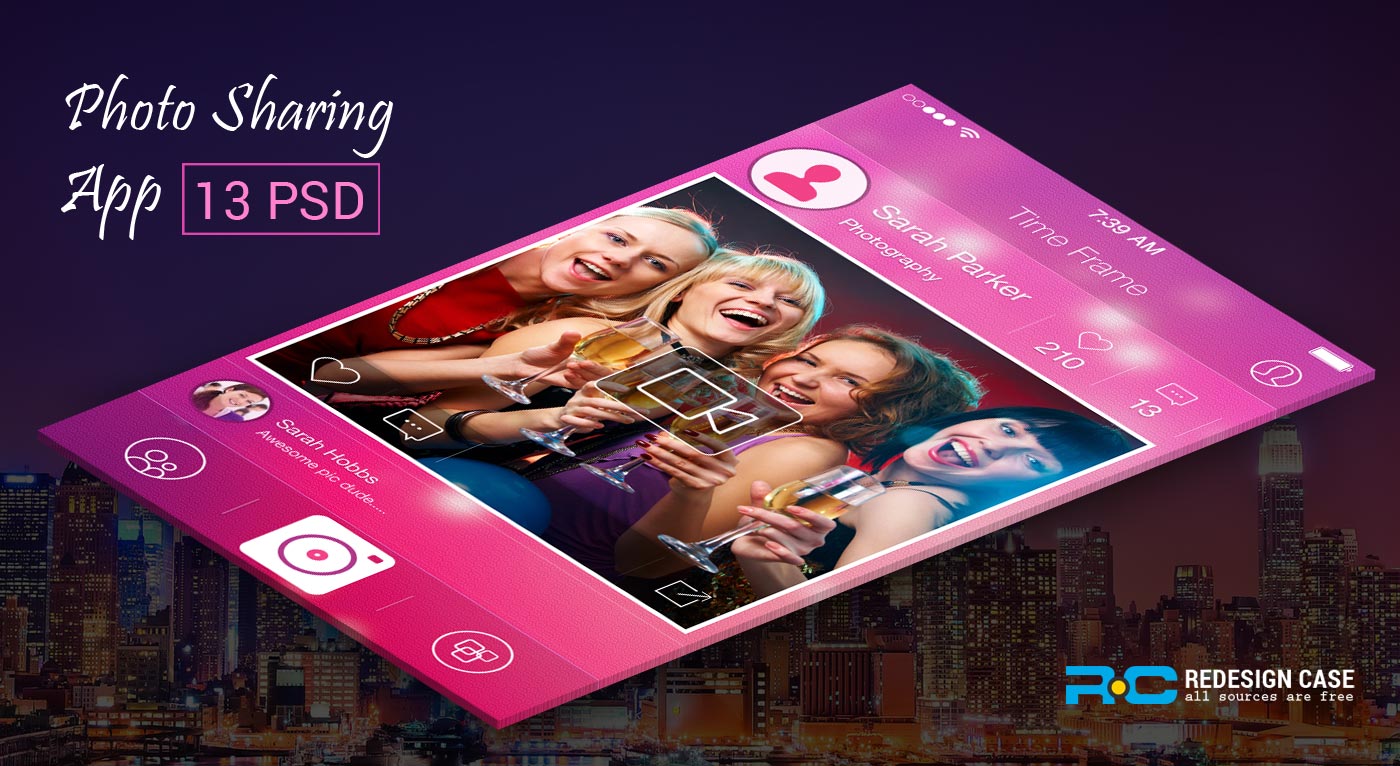 Photo Sharing
App 13 PSD
7:39 AM
Time Frame
Sarah Parker
Photography
210
13
Sarah Hobbs
Awesome pic dude....
RC REDESIGN CASE
all sources are free